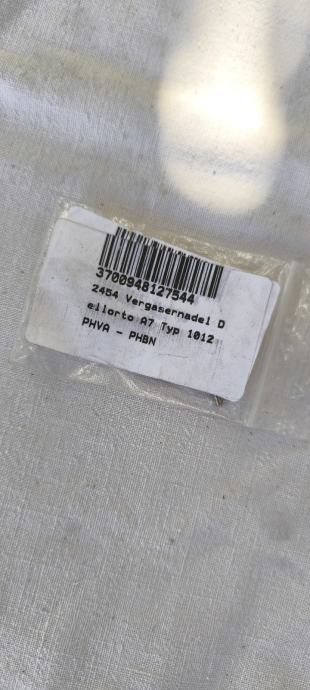 3700948127544
2454 Vergasernadel D
ellorto A7 Typ 1012
PHVA - PHBN